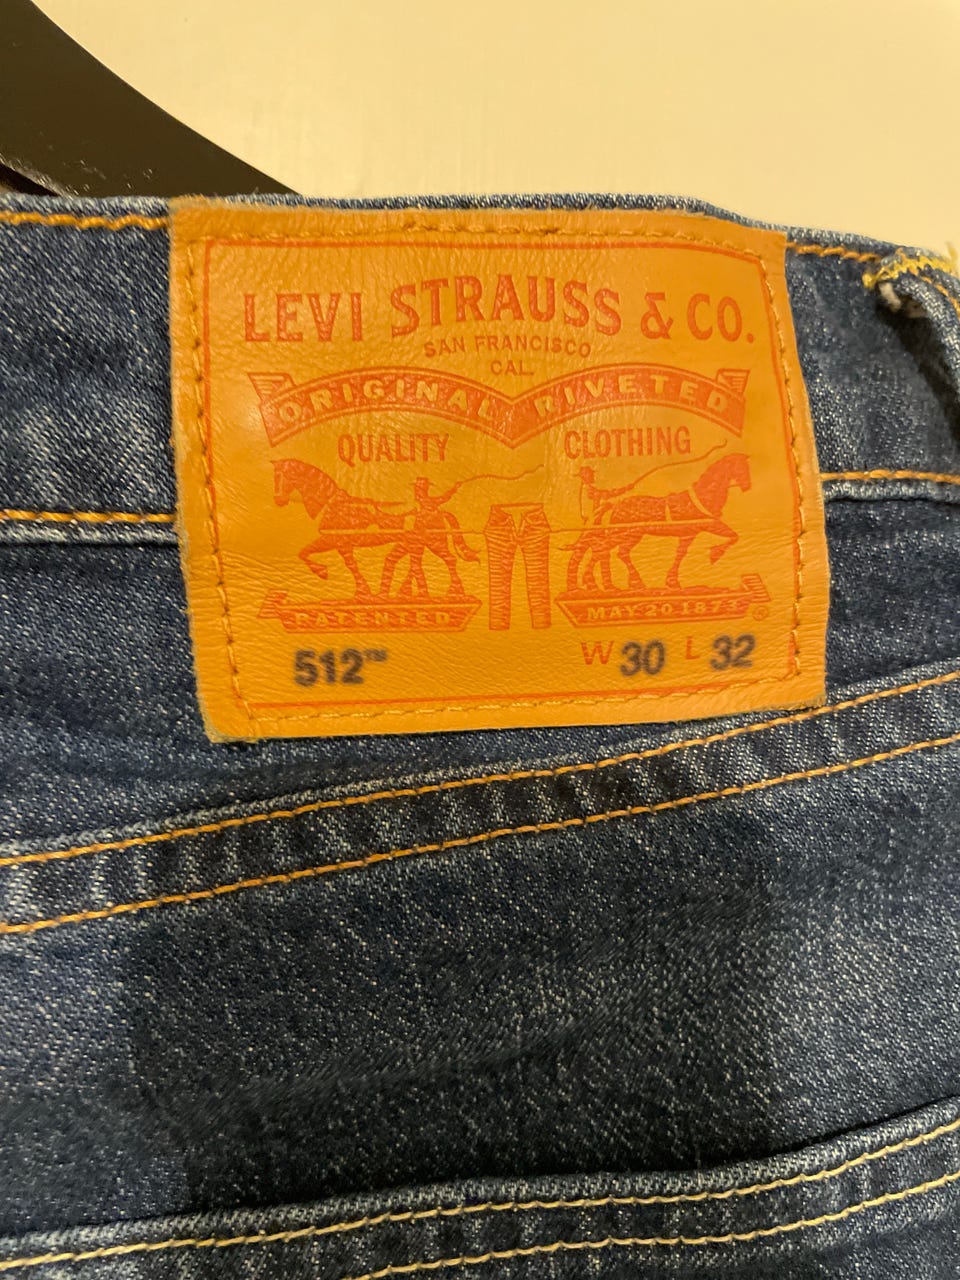 LEVI STRAUSS & CO.
SAN FRANCISCO
CAL.
ORIGINAL RIVETED
QUALITY CLOTHING
PATENTED MAY 20 1873 ®
512™ W 30 L 32